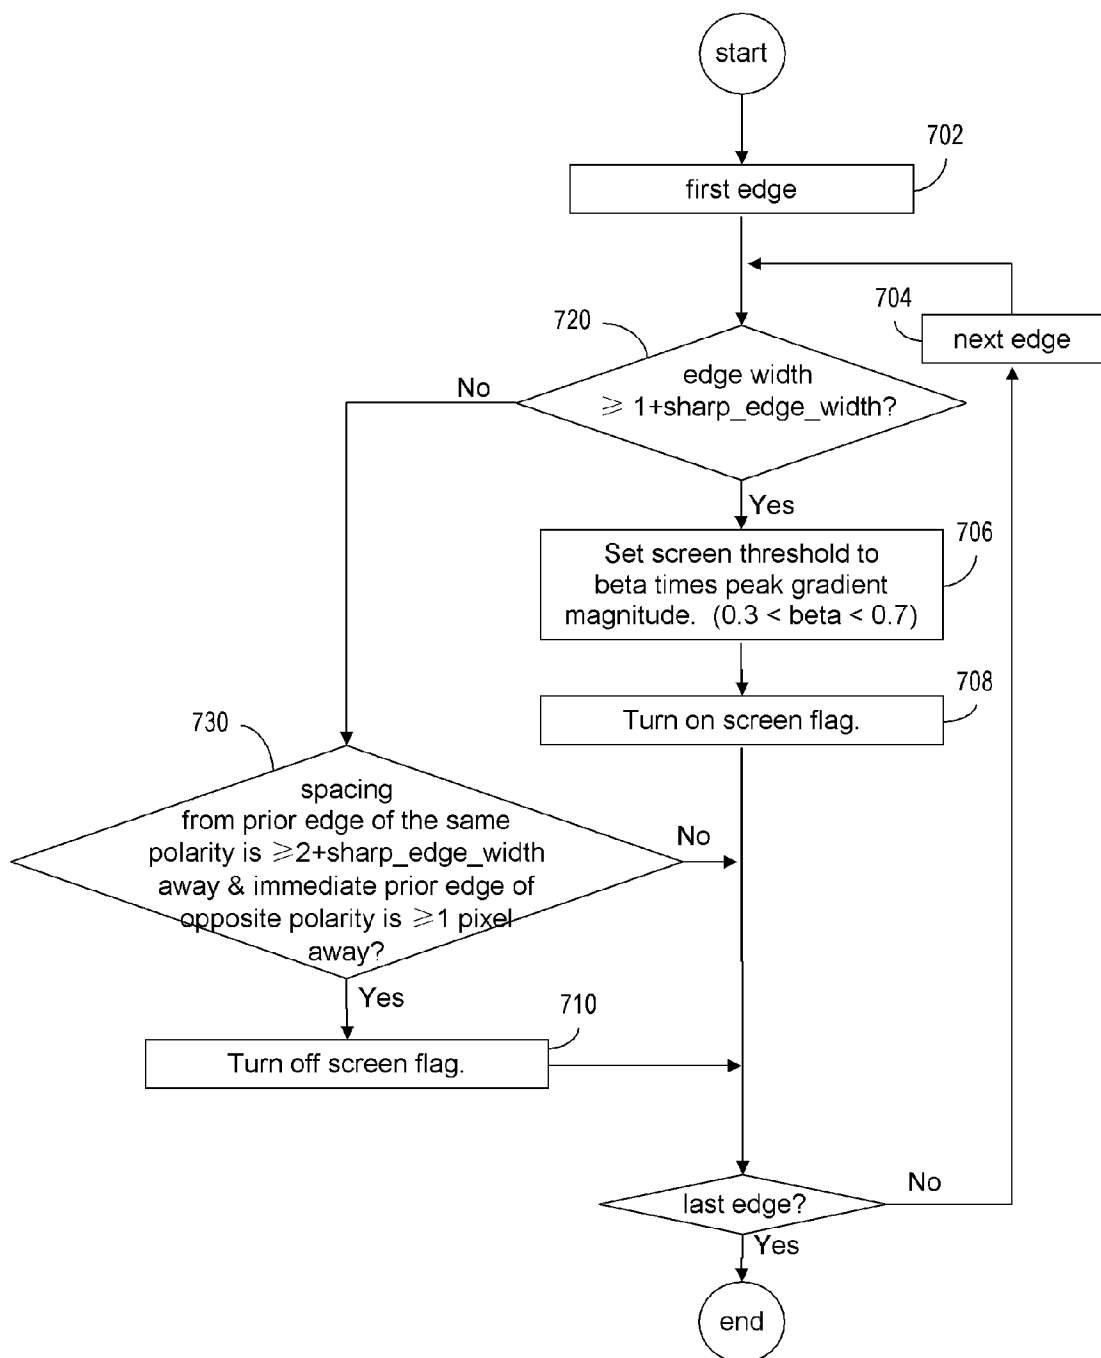 start
702
first edge
704
next edge
720
edge width
≥ 1+sharp_edge_width?
No
Yes
706
Set screen threshold to
beta times peak gradient
magnitude. (0.3 < beta < 0.7)
708
Turn on screen flag.
730
spacing
from prior edge of the same
polarity is ≥2+sharp_edge_width
away & immediate prior edge of
opposite polarity is ≥1 pixel
away?
No
Yes
710
Turn off screen flag.
last edge?
No
Yes
end